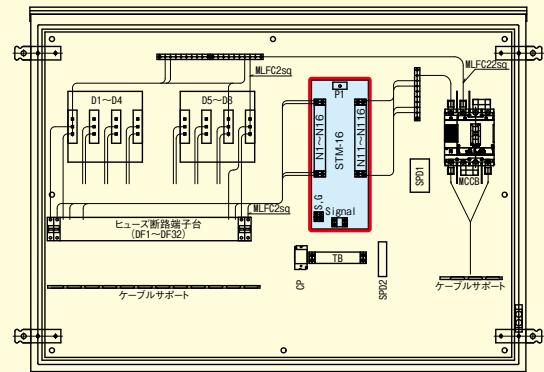 MLFC2sq
MLFC22sq
D1～D4
D5～D8
P1
N1～N16
STM-16
N11～N116
S,G
Signal
SPD1
MCCB
MLFC2sq
ヒューズ断路端子台
(DF1～DF32)
CPs
TB
SPD2
ケーブルサポート
ケーブルサポート